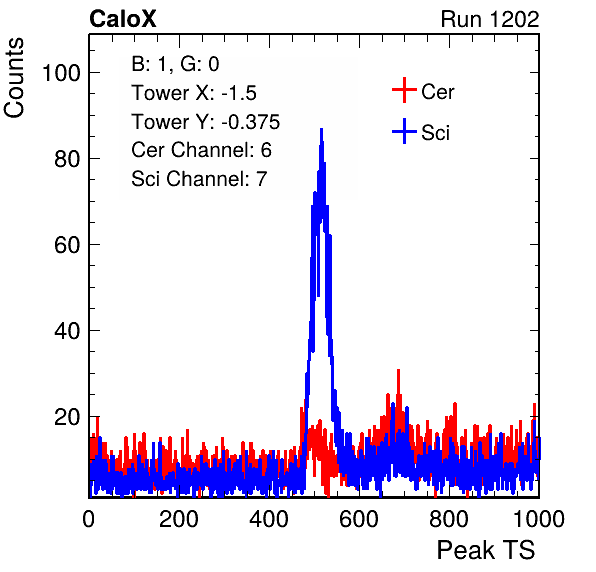 CaloX Run 1202
Counts
B: 1, G: 0
Tower X: -1.5
Tower Y: -0.375
Cer Channel: 6
Sci Channel: 7
Cer
Sci
100
80
60
40
20
0 200 400 600 800 1000
Peak TS